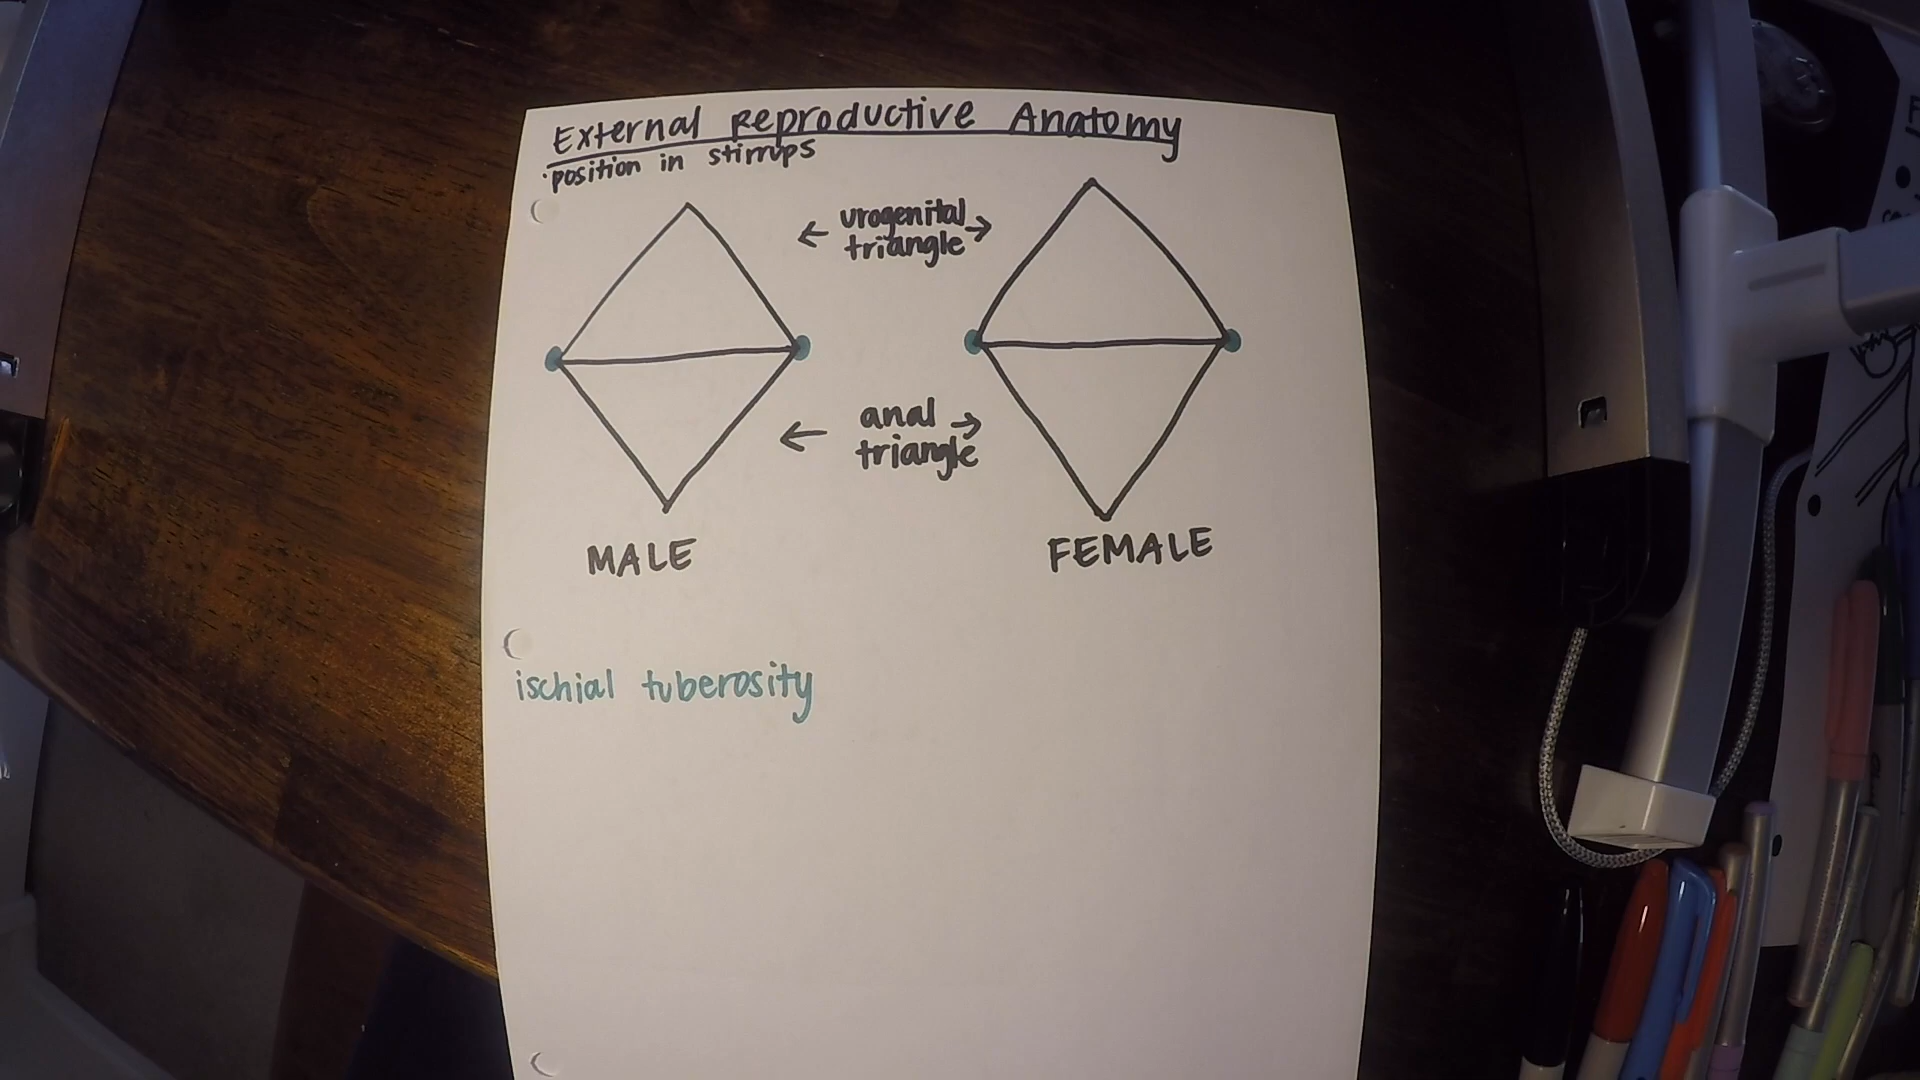 External Reproductive Anatomy
·position in stirrups
← urogenital →
triangle
← anal →
triangle
MALE
FEMALE
ischial tuberosity